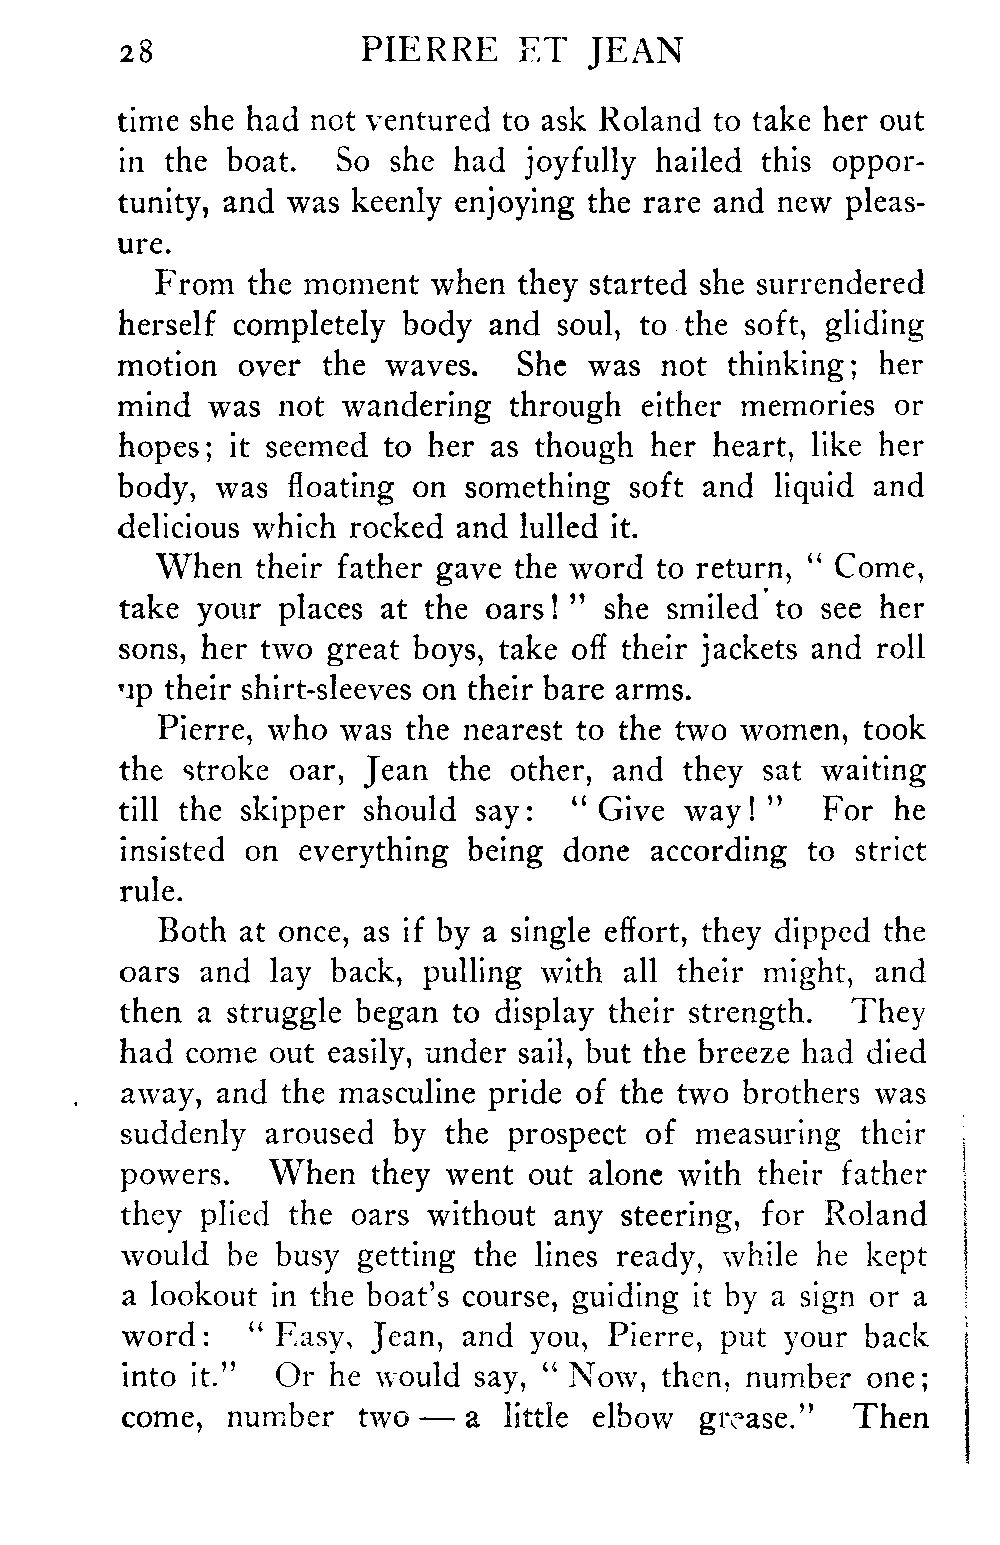 28 PIERRE ET JEAN
time she had not ventured to ask Roland to take her out
in the boat. So she had joyfully hailed this oppor-
tunity, and was keenly enjoying the rare and new pleas-
ure.
From the moment when they started she surrendered
herself completely body and soul, to the soft, gliding
motion over the waves. She was not thinking; her
mind was not wandering through either memories or
hopes; it seemed to her as though her heart, like her
body, was floating on something soft and liquid and
delicious which rocked and lulled it.
When their father gave the word to return, " Come,
take your places at the oars! " she smiled to see her
sons, her two great boys, take off their jackets and roll
up their shirt-sleeves on their bare arms.
Pierre, who was the nearest to the two women, took
the stroke oar, Jean the other, and they sat waiting
till the skipper should say: " Give way! " For he
insisted on everything being done according to strict
rule.
Both at once, as if by a single effort, they dipped the
oars and lay back, pulling with all their might, and
then a struggle began to display their strength. They
had come out easily, under sail, but the breeze had died
away, and the masculine pride of the two brothers was
suddenly aroused by the prospect of measuring their
powers. When they went out alone with their father
they plied the oars without any steering, for Roland
would be busy getting the lines ready, while he kept
a lookout in the boat's course, guiding it by a sign or a
word: " Easy, Jean, and you, Pierre, put your back
into it." Or he would say, " Now, then, number one;
come, number two — a little elbow grease." Then